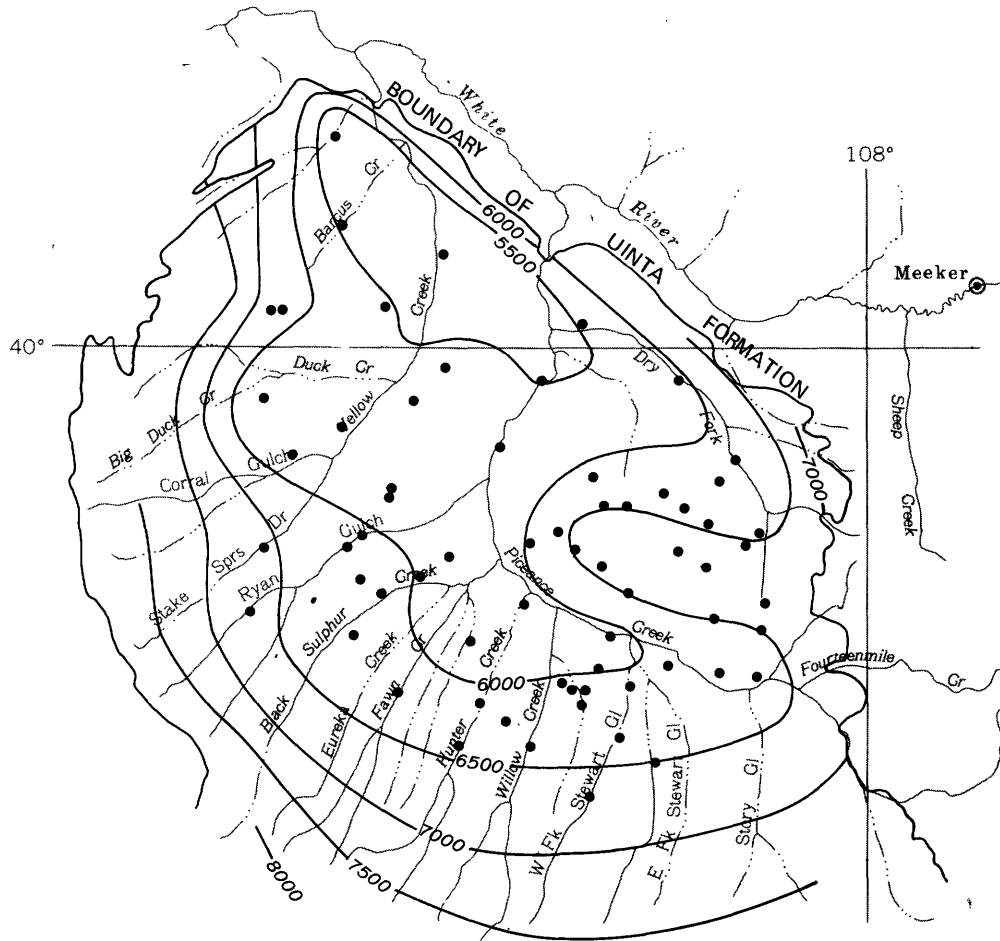 White
BOUNDARY
OF
UINTA
FORMATION
River
108°
Meeker
6000
5500
Cr
Barcus
Creek
40°
Duck Cr
Dry
Fork
Yellow
Big Duck Cr
Sheep
Creek
7000
Corral Gulch
Stake Sprs Dr
Ryan Gulch
Piceance
Creek
Black Sulphur Creek
Eureka Creek
Fawn Cr
Hunter Creek
Willow Creek
Fourteenmile
Cr
6000
6500
W Fk Stewart Gl
E Fk Stewart Gl
Story Gl
7000
7500
8000